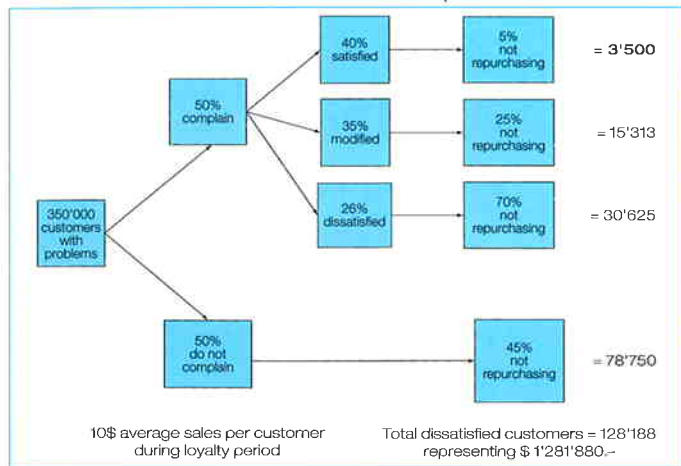 40%
satisfied
5%
not
repurchasing
= 3'500
50%
complain
35%
modified
25%
not
repurchasing
= 15'313
350'000
customers
with
problems
26%
dissatisfied
70%
not
repurchasing
= 30'625
50%
do not
complain
45%
not
repurchasing
= 78'750
10$ average sales per customer
during loyalty period
Total dissatisfied customers = 128'188
representing $ 1'281'880.–